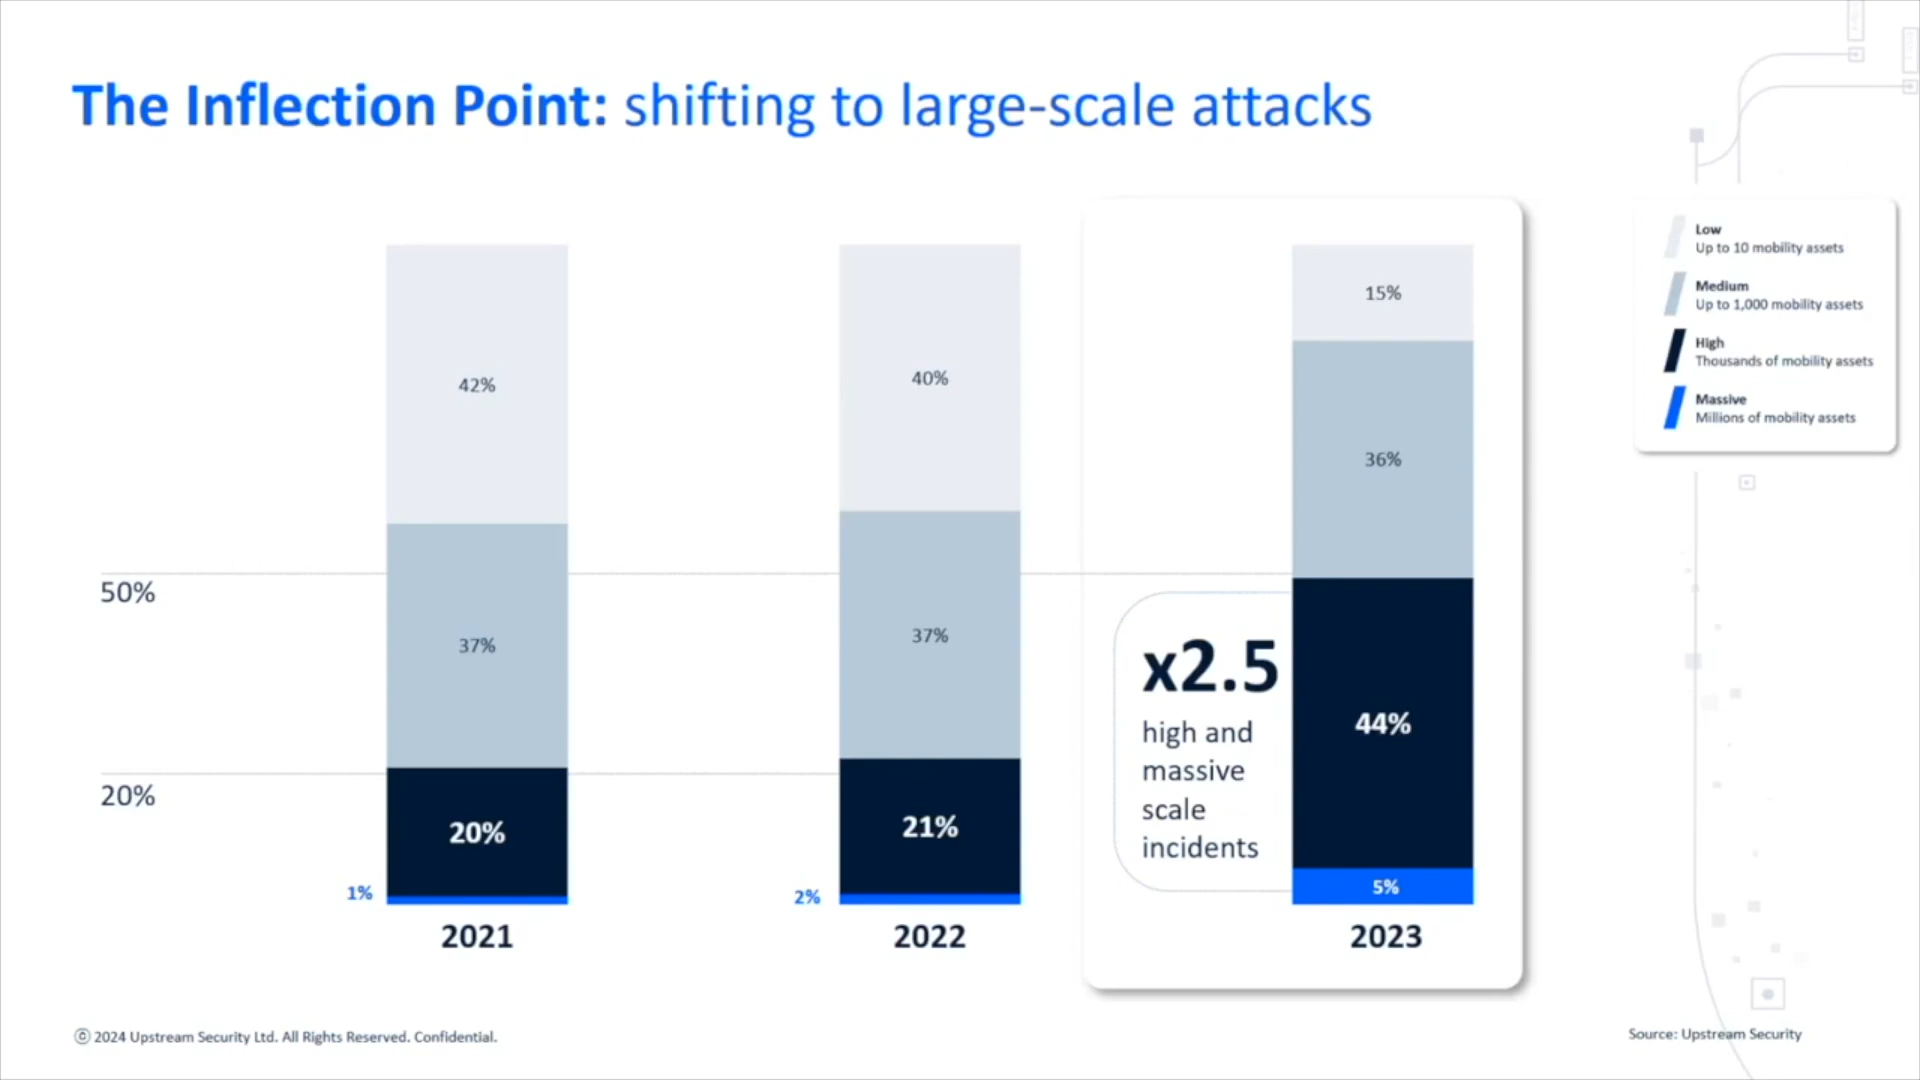 The Inflection Point: shifting to large-scale attacks
Low
Up to 10 mobility assets
Medium
Up to 1,000 mobility assets
High
Thousands of mobility assets
Massive
Millions of mobility assets
50%
20%
42%
37%
20%
1%
2021
40%
37%
21%
2%
2022
x2.5
high and
massive
scale
incidents
15%
36%
44%
5%
2023
© 2024 Upstream Security Ltd. All Rights Reserved. Confidential.
Source: Upstream Security